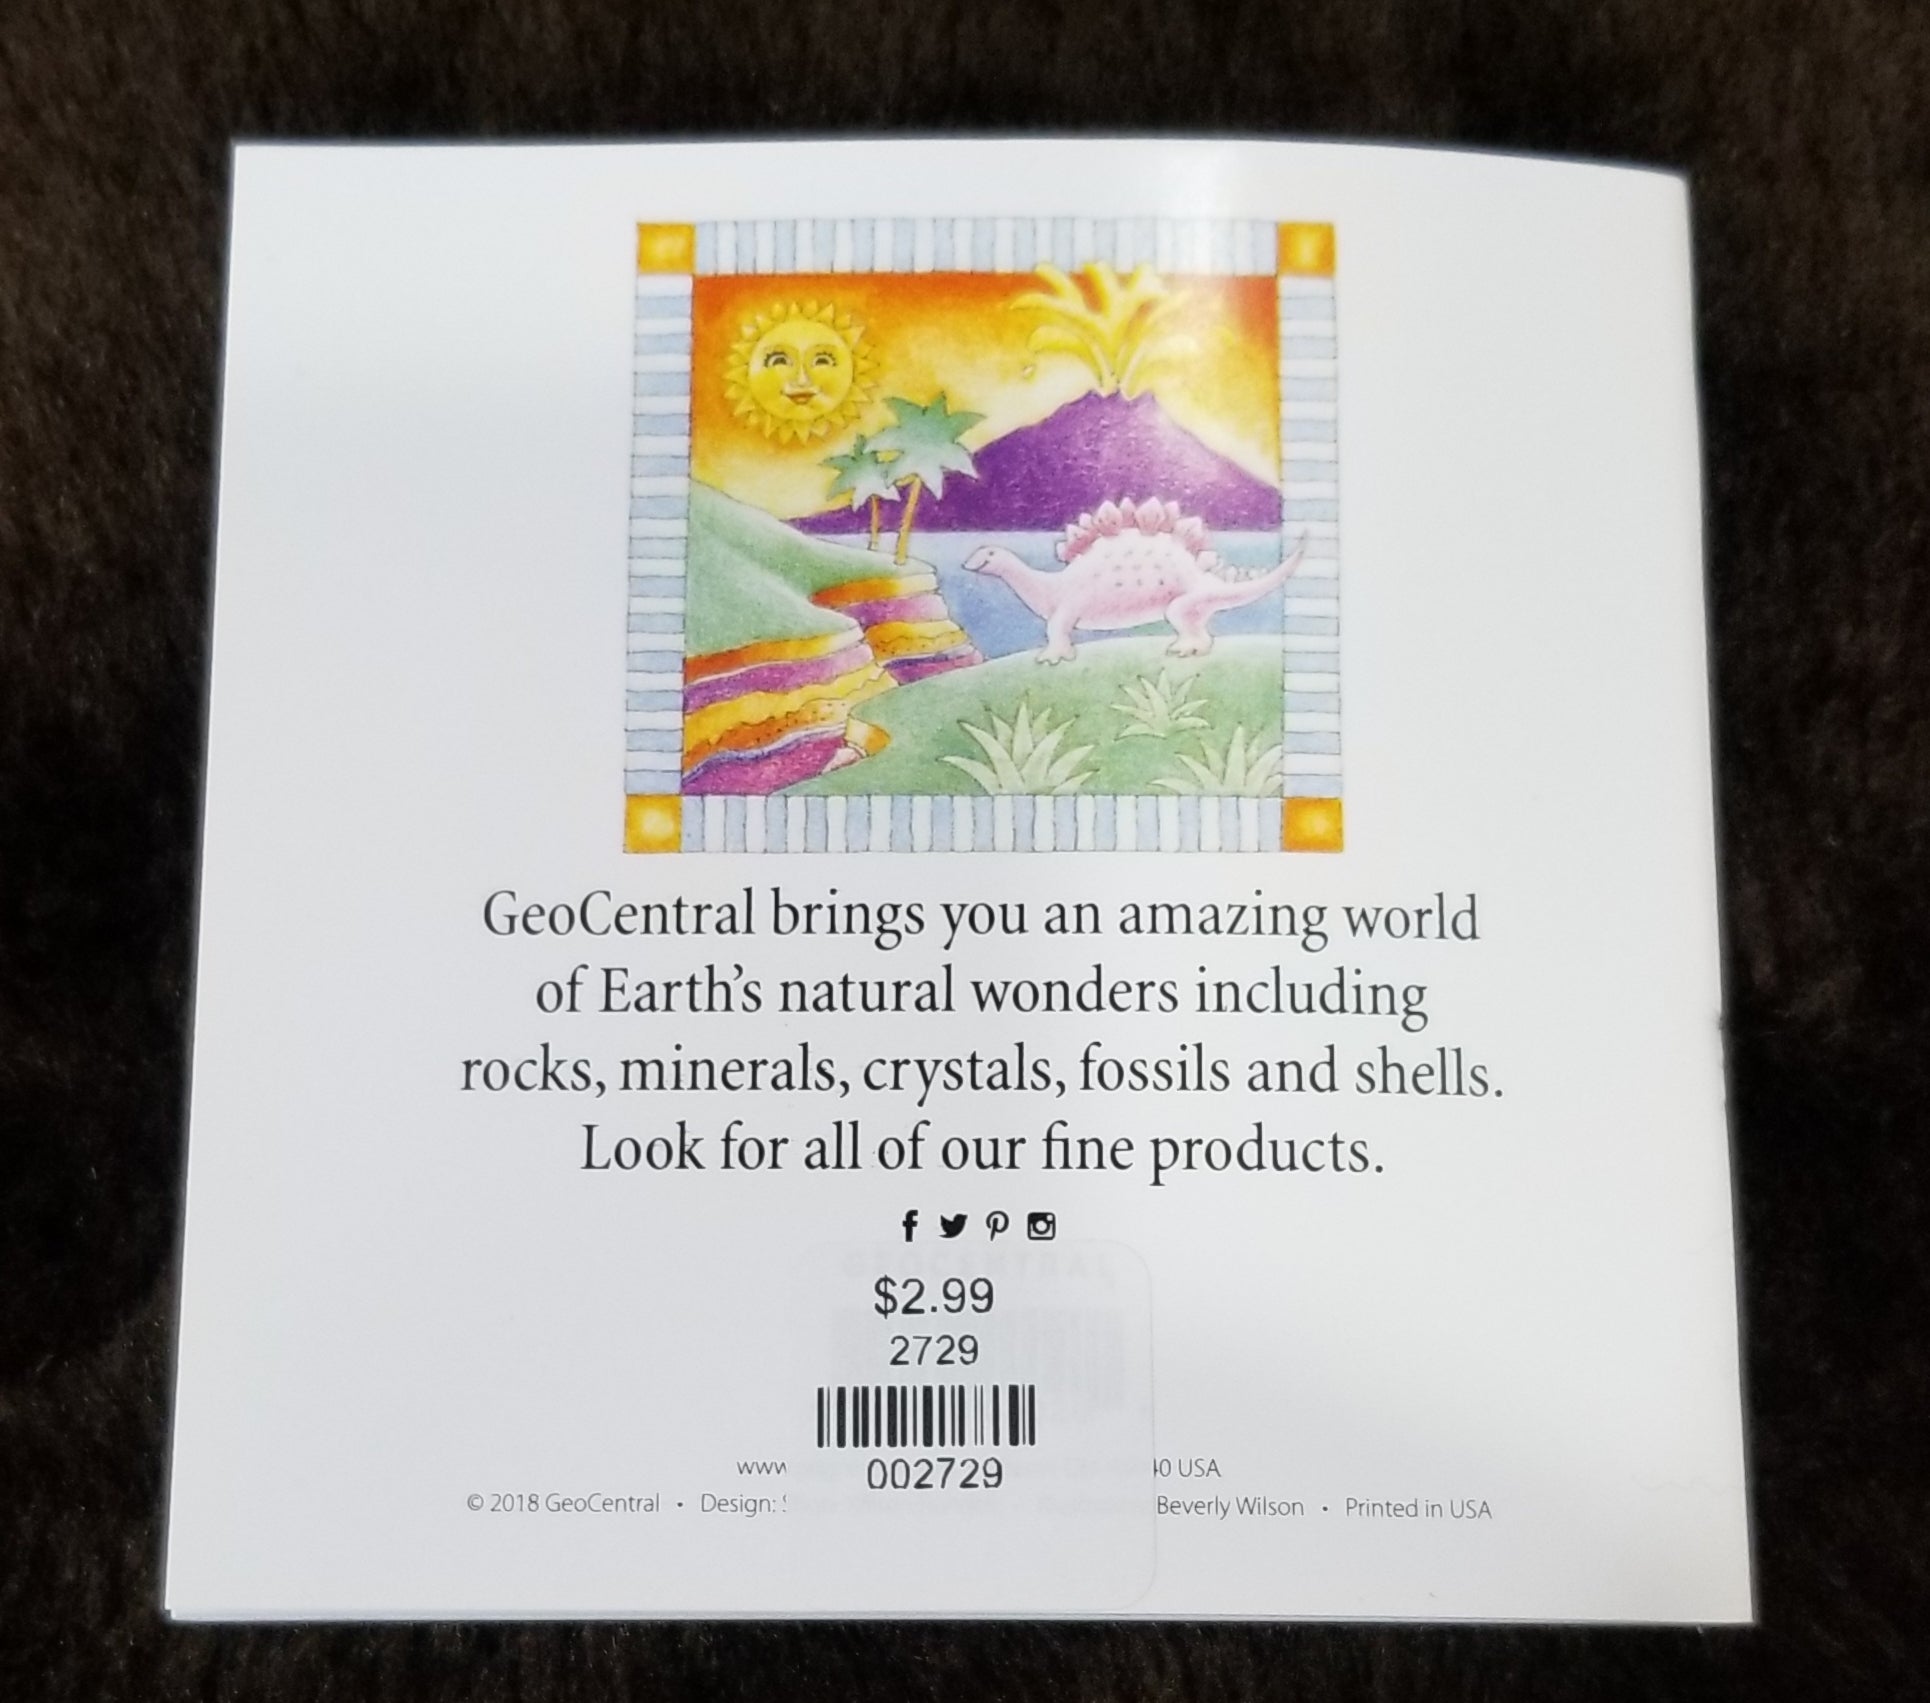 GeoCentral brings you an amazing world
of Earth's natural wonders including
rocks, minerals, crystals, fossils and shells.
Look for all of our fine products.
$2.99
2729
002729
www USA
© 2018 GeoCentral • Design: Beverly Wilson • Printed in USA